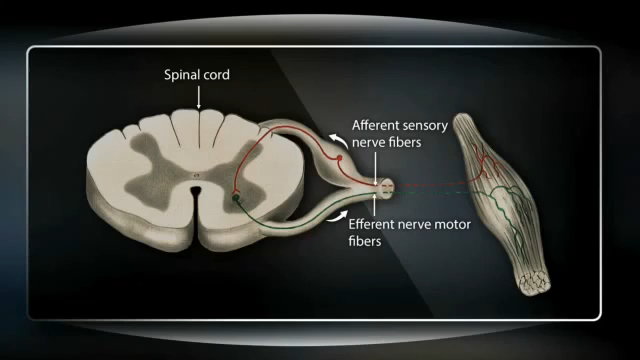 Spinal cord
Afferent sensory
nerve fibers
Efferent nerve motor
fibers